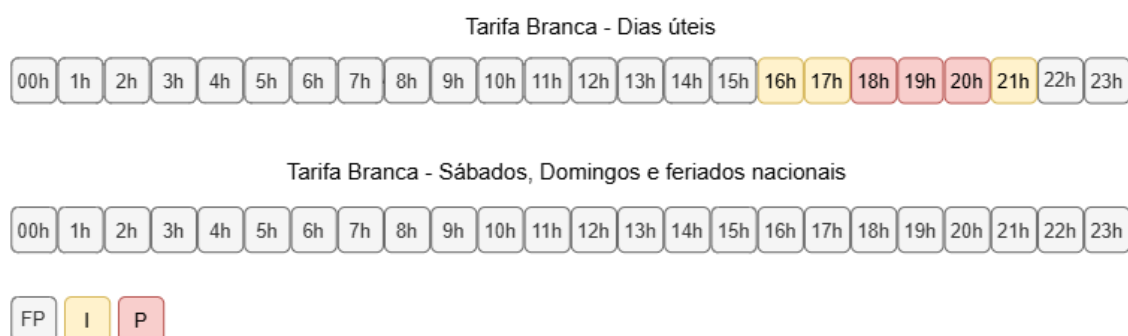 Tarifa Branca - Dias úteis
00h 1h 2h 3h 4h 5h 6h 7h 8h 9h 10h 11h 12h 13h 14h 15h 16h 17h 18h 19h 20h 21h 22h 23h
Tarifa Branca - Sábados, Domingos e feriados nacionais
00h 1h 2h 3h 4h 5h 6h 7h 8h 9h 10h 11h 12h 13h 14h 15h 16h 17h 18h 19h 20h 21h 22h 23h
FP I P